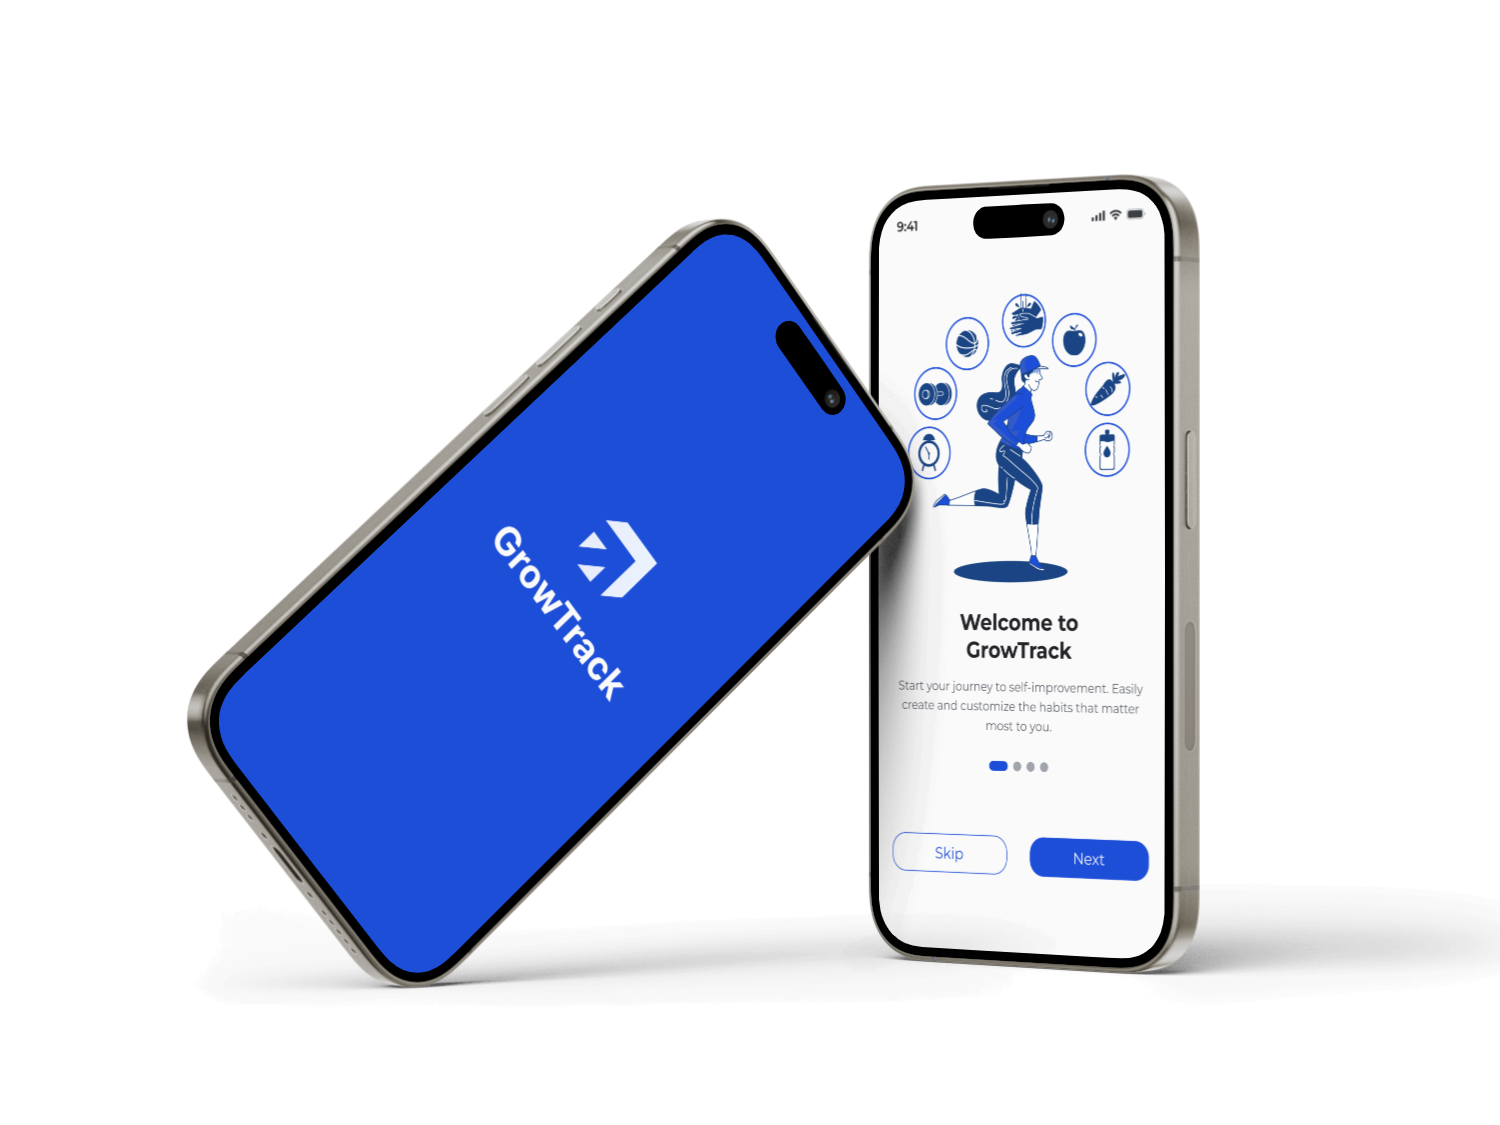 GrowTrack
9:41
Welcome to
GrowTrack
Start your journey to self-improvement. Easily
create and customize the habits that matter
most to you.
Skip
Next